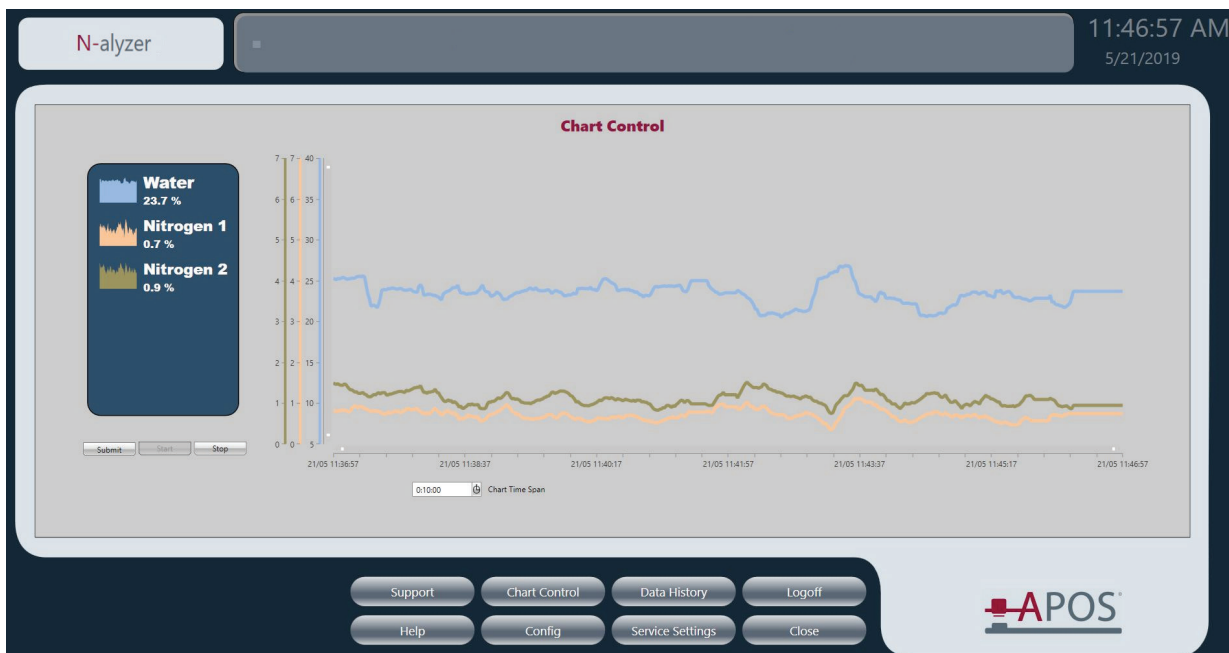 N-alyzer
11:46:57 AM
5/21/2019
Chart Control
Water
23.7 %
Nitrogen 1
0.7 %
Nitrogen 2
0.9 %
Submit Start Stop
7 7 40
6 6 35
5 5 30
4 4 25
3 3 20
2 2 15
1 1 10
0 0 5
21/05 11:36:57 21/05 11:38:37 21/05 11:40:17 21/05 11:41:57 21/05 11:43:37 21/05 11:45:17 21/05 11:46:57
0:10:00 Chart Time Span
Support Chart Control Data History Logoff
Help Config Service Settings Close
APOS